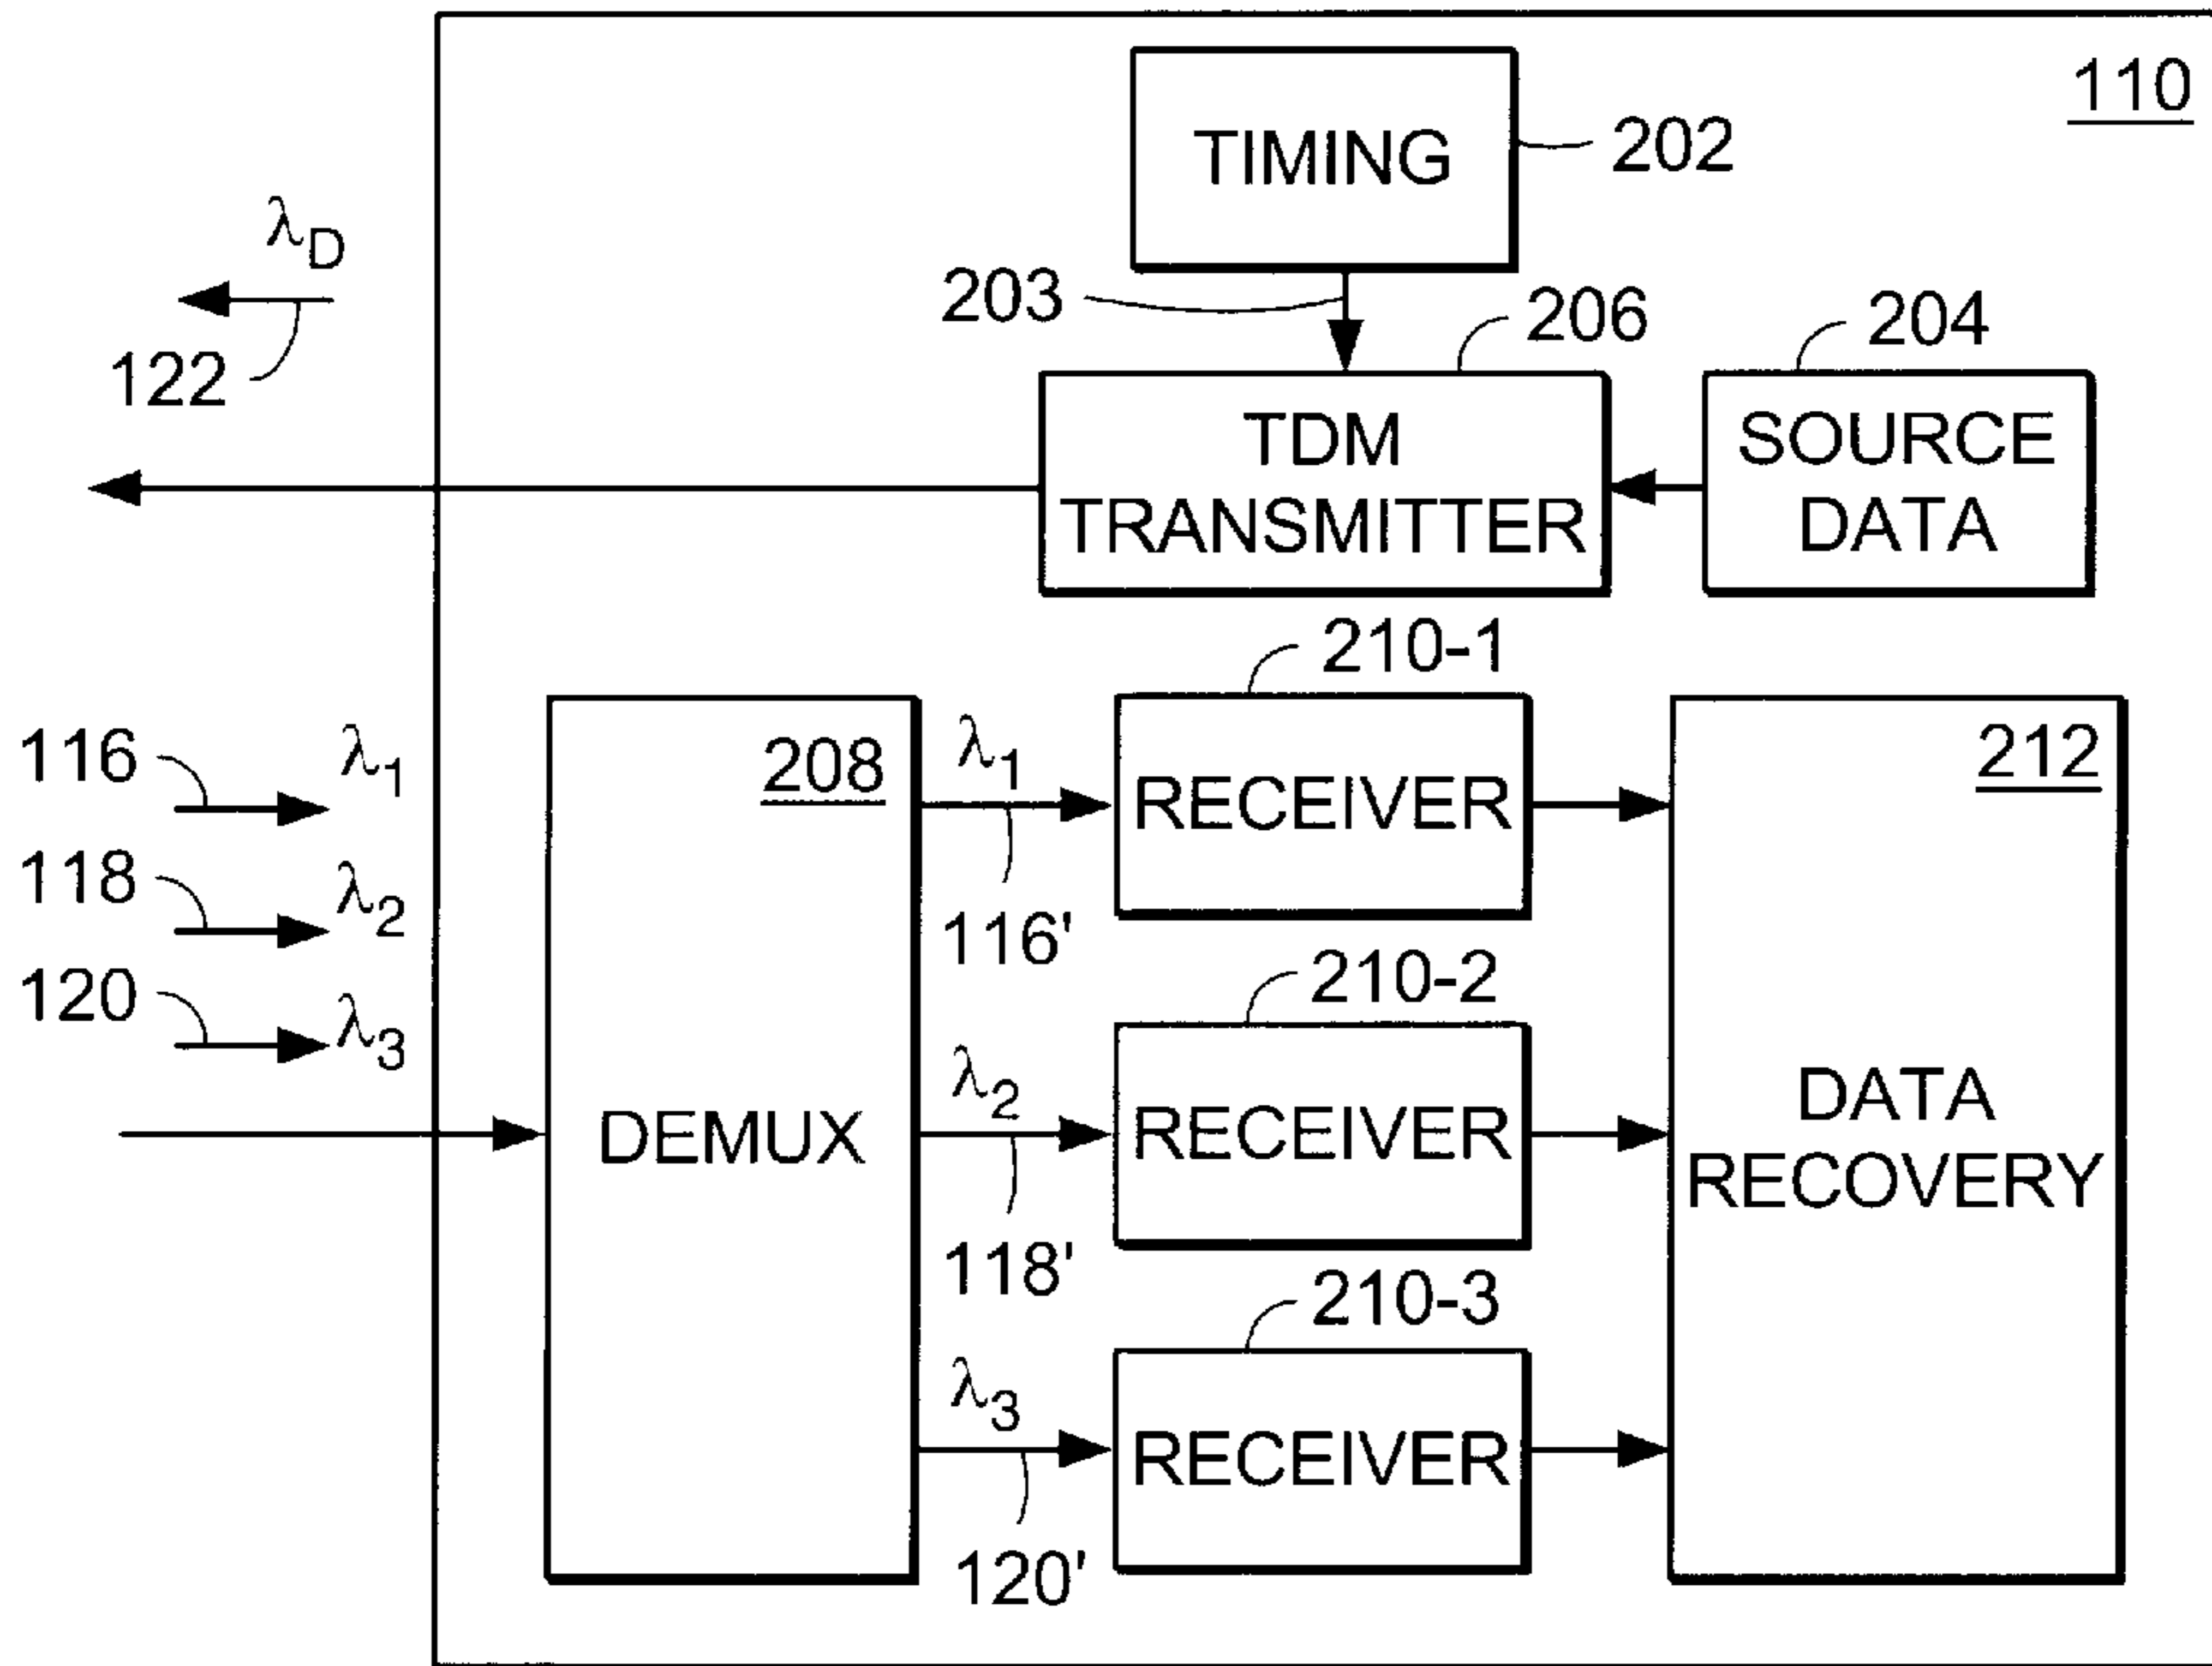 110
TIMING
202
λD
203
206
204
122
TDM
TRANSMITTER
SOURCE
DATA
210-1
116
λ1
208
λ1
RECEIVER
212
118
λ2
116'
120
λ3
210-2
DEMUX
λ2
RECEIVER
DATA
RECOVERY
118'
210-3
λ3
RECEIVER
120'